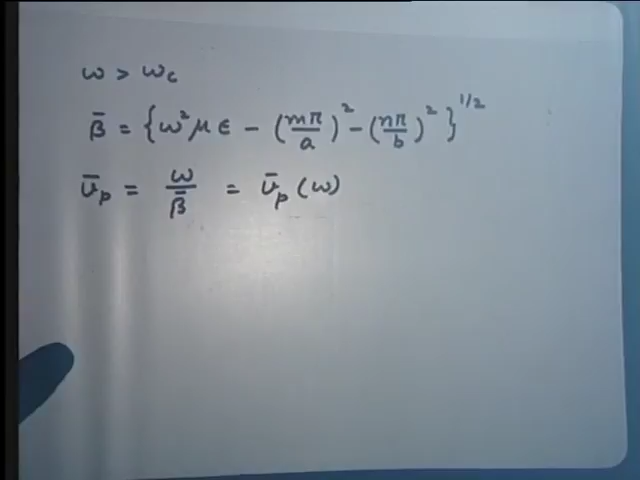 ω > ω_c
β̄ = {ω²με − (mπ/a)² − (nπ/b)²}^{1/2}
ῡ_p = ω/β̄ = ῡ_p(ω)